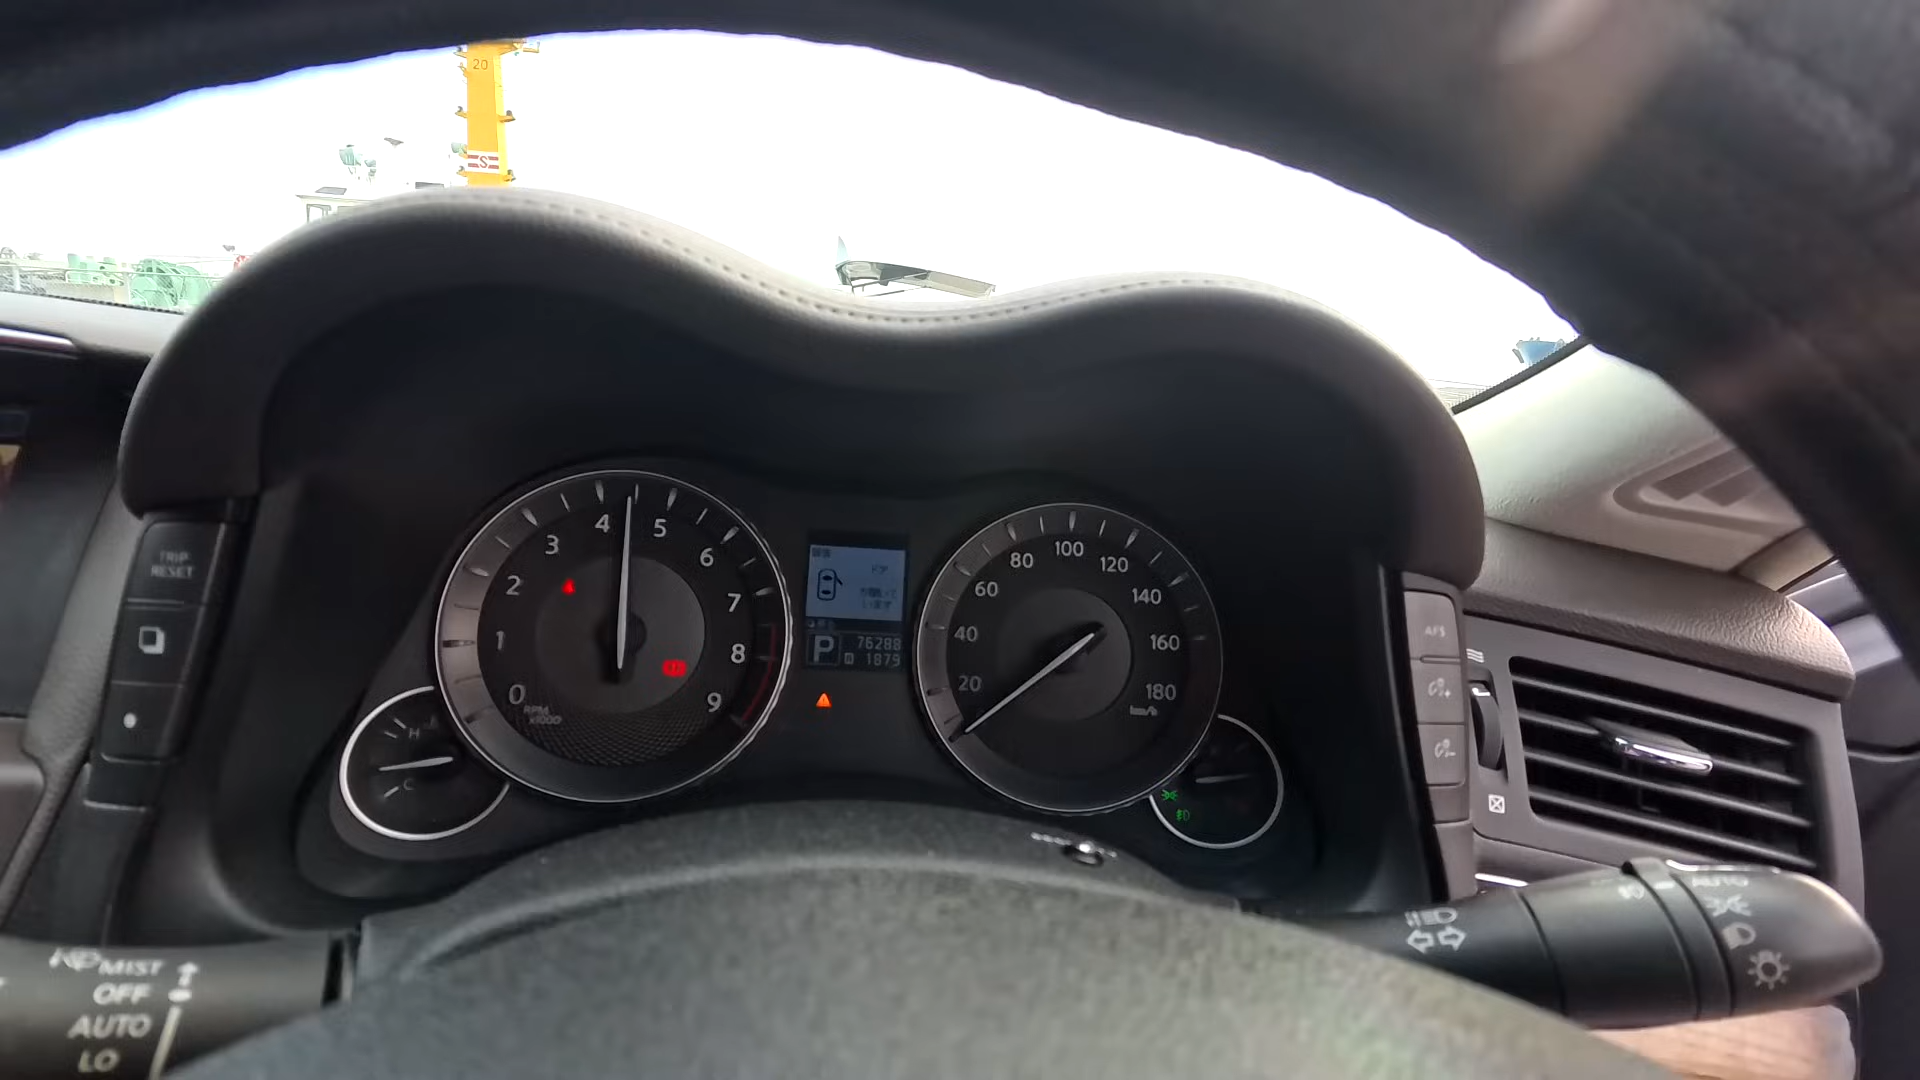 20
S
TRIP
RESET
0
1
2
3
4
5
6
7
8
9
RPM
x1000
H
C
ドア
P
76288
1879
20
40
60
80
100
120
140
160
180
km/h
AFS
AUTO
MIST
OFF
AUTO
LO